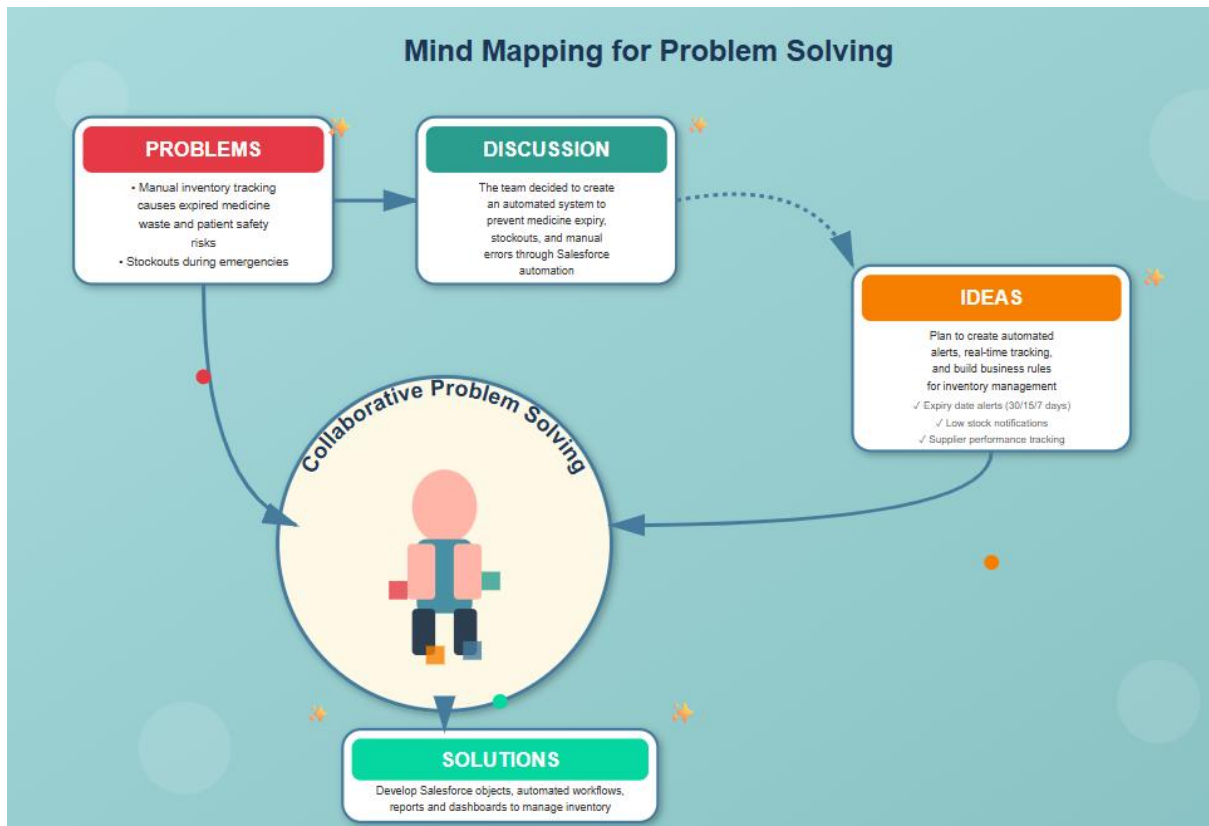 Mind Mapping for Problem Solving
PROBLEMS
• Manual inventory tracking
causes expired medicine
waste and patient safety
risks
• Stockouts during emergencies
DISCUSSION
The team decided to create
an automated system to
prevent medicine expiry,
stockouts, and manual
errors through Salesforce
automation
IDEAS
Plan to create automated
alerts, real-time tracking,
and build business rules
for inventory management
✓ Expiry date alerts (30/15/7 days)
✓ Low stock notifications
✓ Supplier performance tracking
Collaborative Problem Solving
SOLUTIONS
Develop Salesforce objects, automated workflows,
reports and dashboards to manage inventory